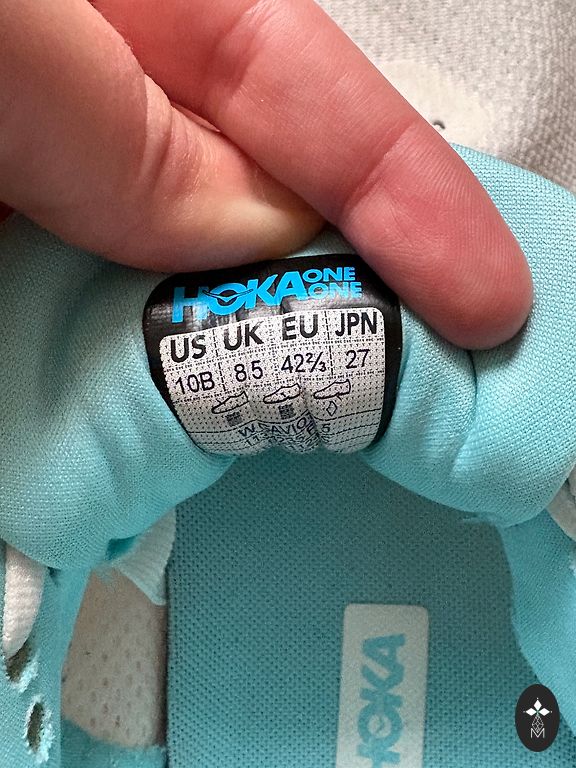 HOKA ONE ONE
US UK EU JPN
10B 8.5 42⅔ 27
HOKA
M